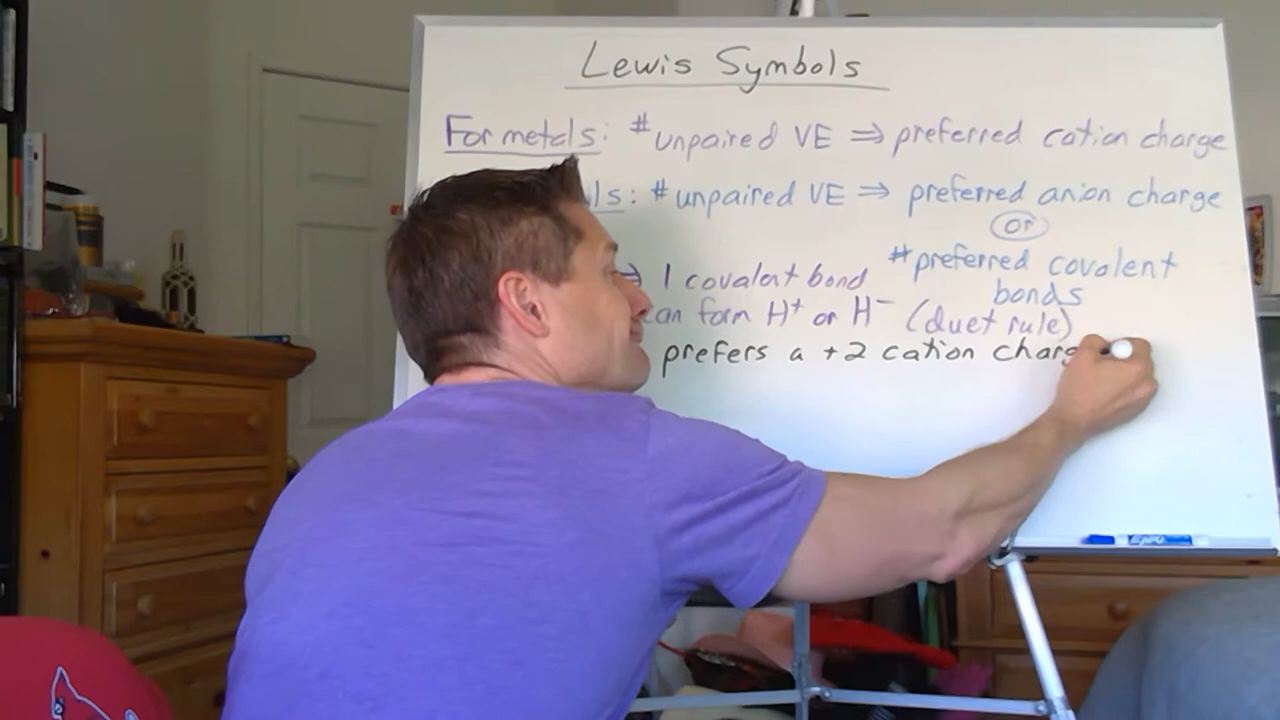 Lewis Symbols
For metals: # unpaired VE ⇒ preferred cation charge
ls: # unpaired VE ⇒ preferred anion charge
or
# preferred covalent
bonds
1 covalent bond
can form H⁺ or H⁻ (duet rule)
prefers a +2 cation charg
EXPO